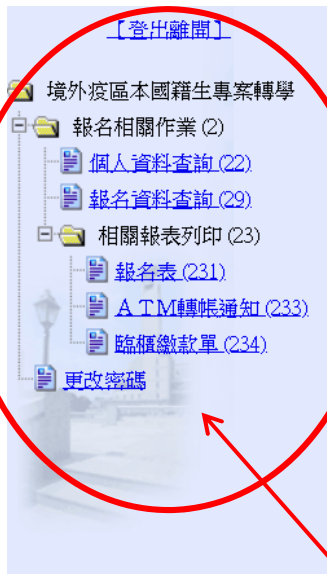 【登出離開】
境外疫區本國籍生專案轉學
報名相關作業(2)
個人資料查詢(22)
報名資料查詢(29)
相關報表列印(23)
報名表(231)
ＡＴＭ轉帳通知(233)
臨櫃繳款單(234)
更改密碼